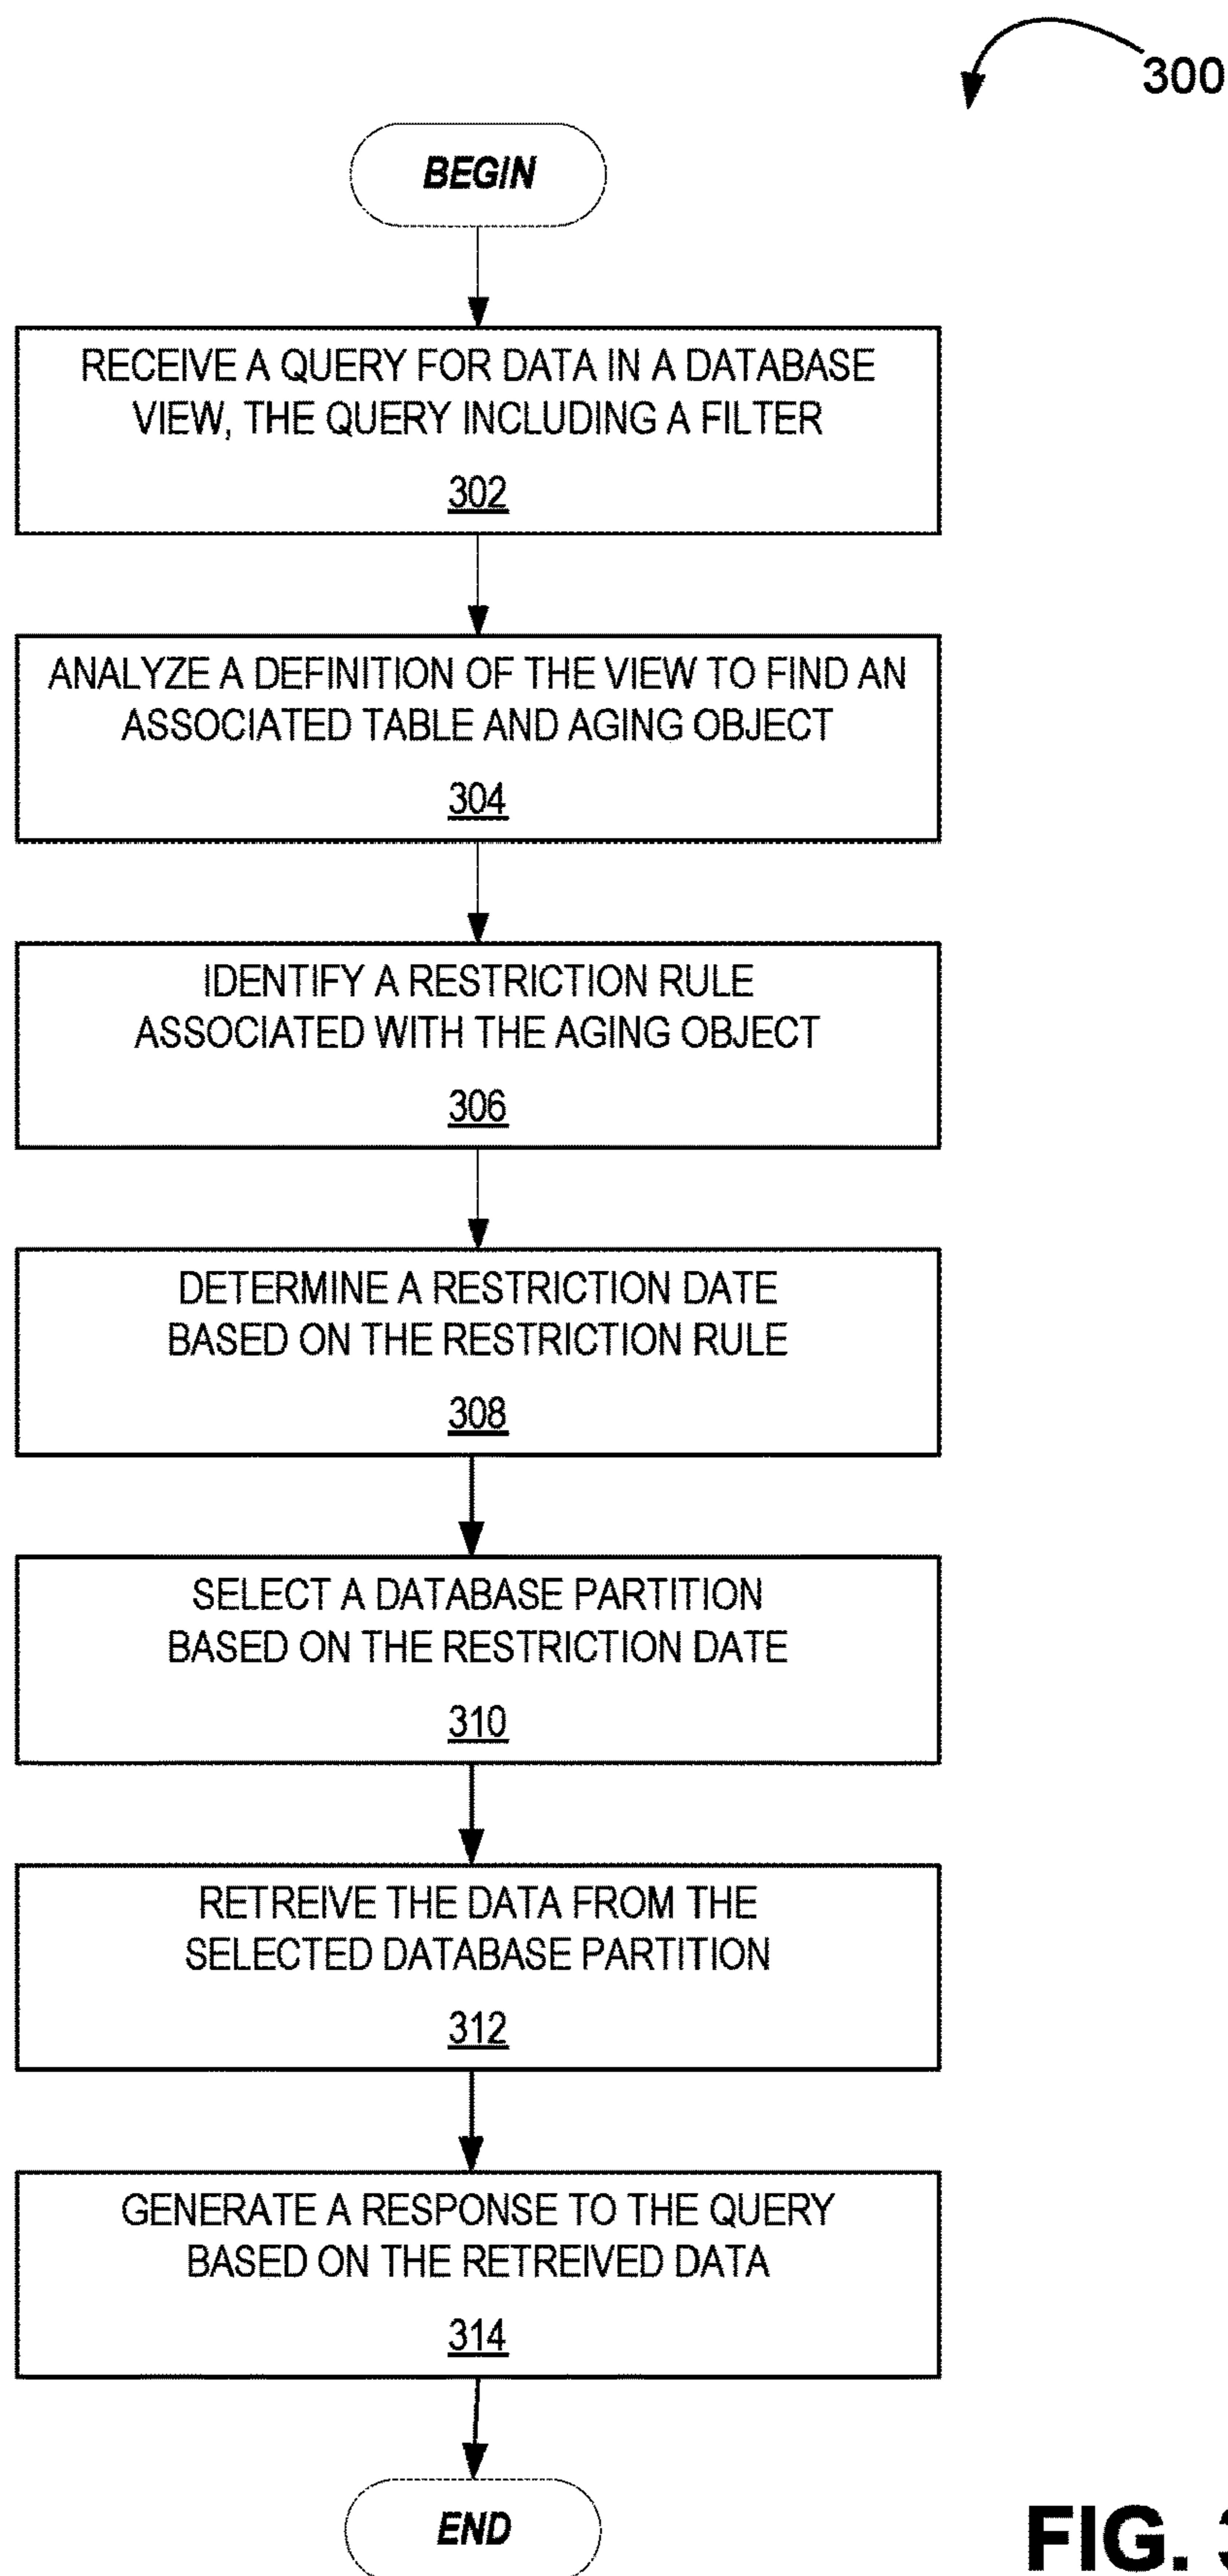 300
BEGIN
RECEIVE A QUERY FOR DATA IN A DATABASE
VIEW, THE QUERY INCLUDING A FILTER
302
ANALYZE A DEFINITION OF THE VIEW TO FIND AN
ASSOCIATED TABLE AND AGING OBJECT
304
IDENTIFY A RESTRICTION RULE
ASSOCIATED WITH THE AGING OBJECT
306
DETERMINE A RESTRICTION DATE
BASED ON THE RESTRICTION RULE
308
SELECT A DATABASE PARTITION
BASED ON THE RESTRICTION DATE
310
RETREIVE THE DATA FROM THE
SELECTED DATABASE PARTITION
312
GENERATE A RESPONSE TO THE QUERY
BASED ON THE RETREIVED DATA
314
END
FIG. 3